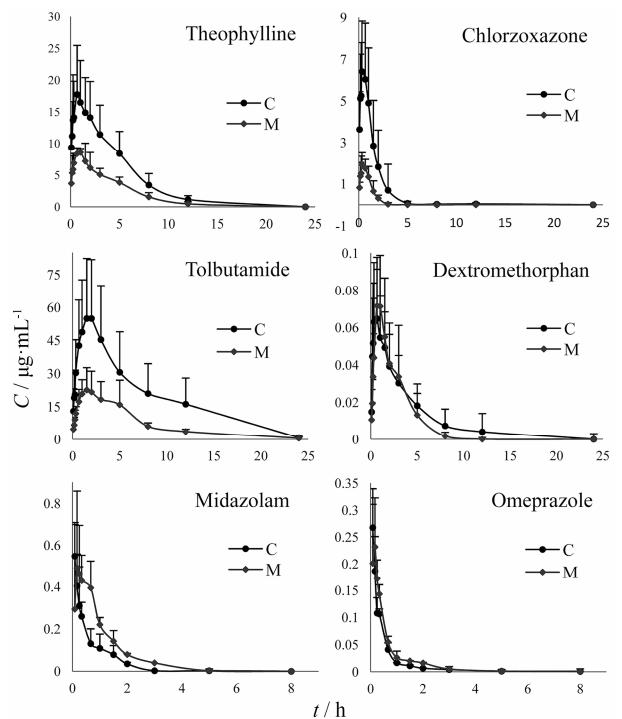 Theophylline
35
30
25
20
15
10
5
0
C
M
0 5 10 15 20 25
Chlorzoxazone
9
7
5
3
1
-1
C
M
0 5 10 15 20 25
C / μg·mL⁻¹
Tolbutamide
75
60
45
30
15
0
C
M
0 5 10 15 20 25
Dextromethorphan
0.1
0.08
0.06
0.04
0.02
0
C
M
0 5 10 15 20 25
Midazolam
0.8
0.6
0.4
0.2
0
C
M
0 2 4 6 8
Omeprazole
0.35
0.3
0.25
0.2
0.15
0.1
0.05
0
C
M
0 2 4 6 8
t / h